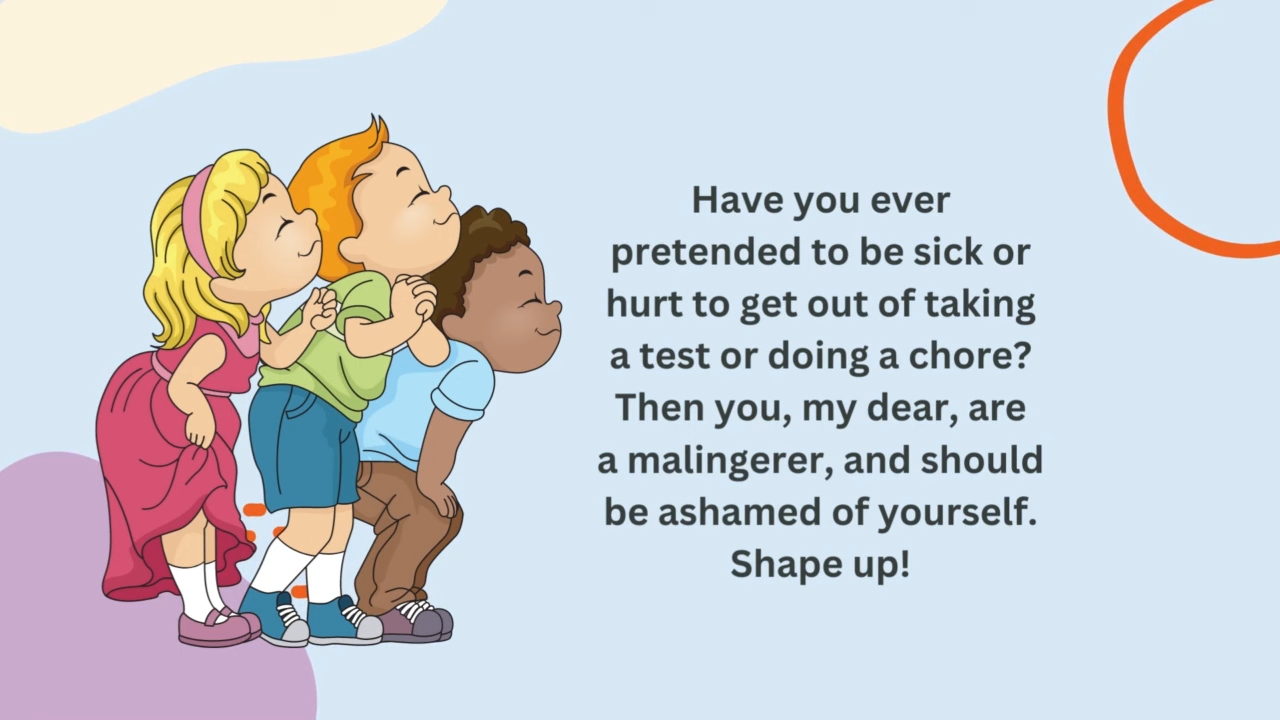 Have you ever
pretended to be sick or
hurt to get out of taking
a test or doing a chore?
Then you, my dear, are
a malingerer, and should
be ashamed of yourself.
Shape up!